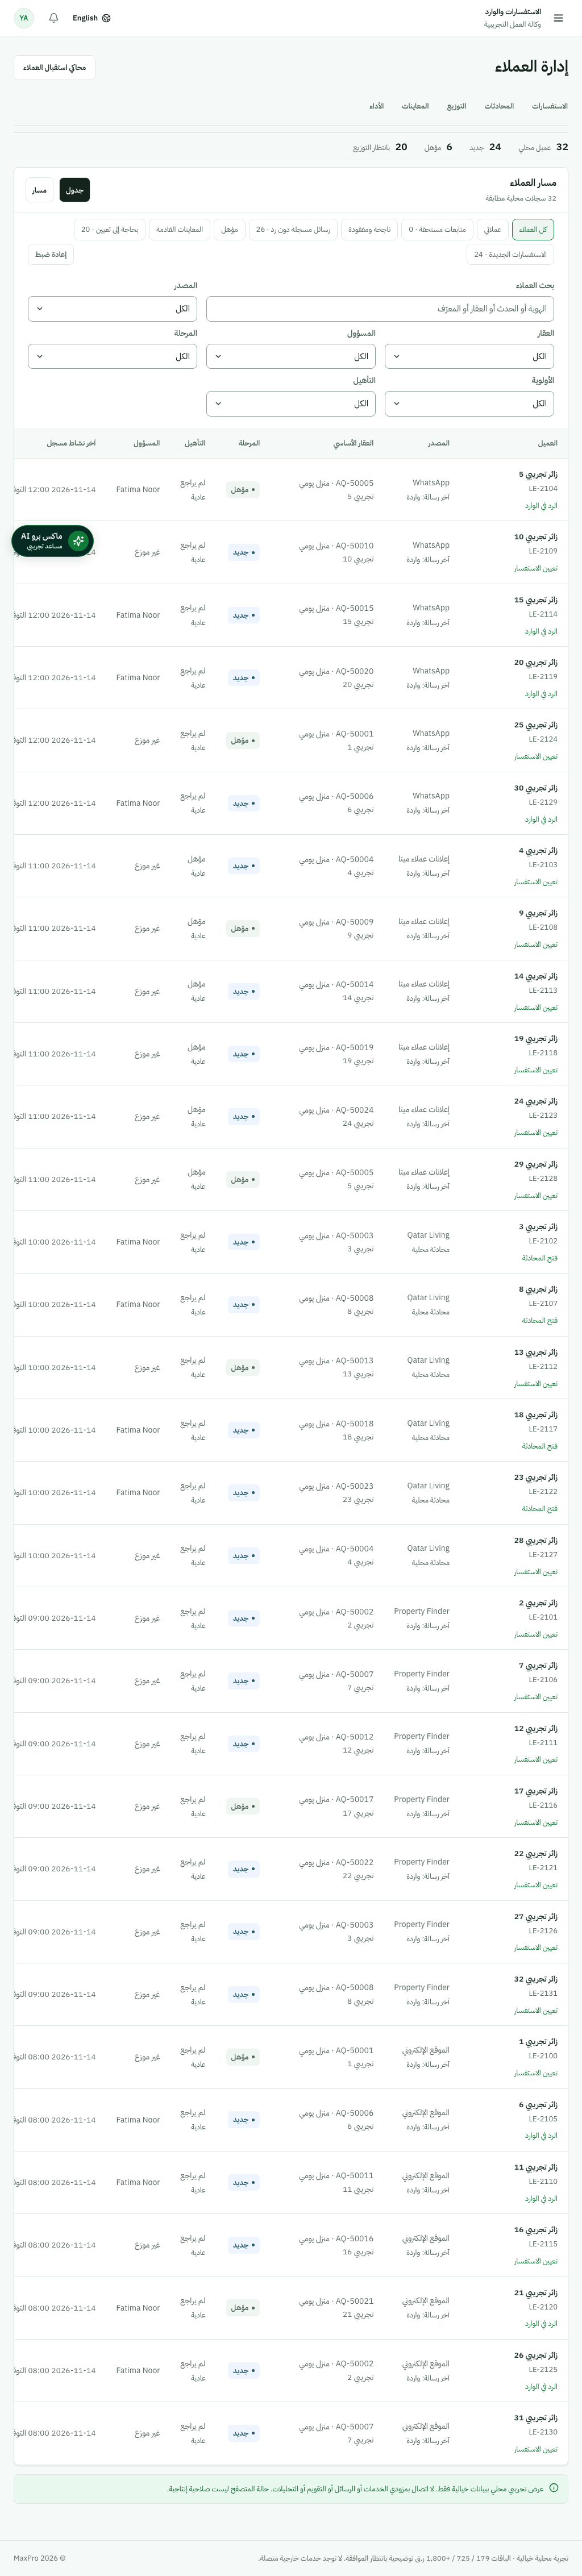 الاستفسارات والوارد
وكالة العمل التجريبية
English
YA
إدارة العملاء
محاكي استقبال العملاء
الاستفسارات
المحادثات
التوزيع
المعاينات
الأداء
32 عميل محلي
24 جديد
6 مؤهل
20 بانتظار التوزيع
مسار العملاء
32 سجلات محلية مطابقة
جدول
مسار
كل العملاء
عملائي
متابعات مستحقة · 0
ناجحة ومفقودة
رسائل مسجلة دون رد · 26
مؤهل
المعاينات القادمة
بحاجة إلى تعيين · 20
الاستفسارات الجديدة · 24
إعادة ضبط
بحث العملاء
الهوية أو الحدث أو العقار أو المعرّف
المصدر
الكل
العقار
الكل
المسؤول
الكل
المرحلة
الكل
الأولوية
الكل
التأهيل
الكل
العميل المصدر العقار الأساسي المرحلة التأهيل المسؤول آخر نشاط مسجل
زائر تجريبي 5 LE-2104 الرد في الوارد WhatsApp آخر رسالة: واردة AQ-50005 · منزل يومي تجريبي 5 مؤهل لم يراجع عادية Fatima Noor 2026-11-14 12:00
زائر تجريبي 10 LE-2109 تعيين الاستفسار WhatsApp آخر رسالة: واردة AQ-50010 · منزل يومي تجريبي 10 جديد لم يراجع عادية غير موزع
ماكس برو AI
مساعد تجريبي
زائر تجريبي 15 LE-2114 الرد في الوارد WhatsApp آخر رسالة: واردة AQ-50015 · منزل يومي تجريبي 15 جديد لم يراجع عادية Fatima Noor 2026-11-14 12:00
زائر تجريبي 20 LE-2119 الرد في الوارد WhatsApp آخر رسالة: واردة AQ-50020 · منزل يومي تجريبي 20 جديد لم يراجع عادية Fatima Noor 2026-11-14 12:00
زائر تجريبي 25 LE-2124 تعيين الاستفسار WhatsApp آخر رسالة: واردة AQ-50001 · منزل يومي تجريبي 1 مؤهل لم يراجع عادية غير موزع 2026-11-14 12:00
زائر تجريبي 30 LE-2129 الرد في الوارد WhatsApp آخر رسالة: واردة AQ-50006 · منزل يومي تجريبي 6 جديد لم يراجع عادية Fatima Noor 2026-11-14 12:00
زائر تجريبي 4 LE-2103 تعيين الاستفسار إعلانات عملاء ميتا آخر رسالة: واردة AQ-50004 · منزل يومي تجريبي 4 جديد مؤهل عادية غير موزع 2026-11-14 11:00
زائر تجريبي 9 LE-2108 تعيين الاستفسار إعلانات عملاء ميتا آخر رسالة: واردة AQ-50009 · منزل يومي تجريبي 9 مؤهل مؤهل عادية غير موزع 2026-11-14 11:00
زائر تجريبي 14 LE-2113 تعيين الاستفسار إعلانات عملاء ميتا آخر رسالة: واردة AQ-50014 · منزل يومي تجريبي 14 جديد مؤهل عادية غير موزع 2026-11-14 11:00
زائر تجريبي 19 LE-2118 تعيين الاستفسار إعلانات عملاء ميتا آخر رسالة: واردة AQ-50019 · منزل يومي تجريبي 19 جديد مؤهل عادية غير موزع 2026-11-14 11:00
زائر تجريبي 24 LE-2123 تعيين الاستفسار إعلانات عملاء ميتا آخر رسالة: واردة AQ-50024 · منزل يومي تجريبي 24 جديد مؤهل عادية غير موزع 2026-11-14 11:00
زائر تجريبي 29 LE-2128 تعيين الاستفسار إعلانات عملاء ميتا آخر رسالة: واردة AQ-50005 · منزل يومي تجريبي 5 مؤهل مؤهل عادية غير موزع 2026-11-14 11:00
زائر تجريبي 3 LE-2102 فتح المحادثة Qatar Living محادثة محلية AQ-50003 · منزل يومي تجريبي 3 جديد لم يراجع عادية Fatima Noor 2026-11-14 10:00
زائر تجريبي 8 LE-2107 فتح المحادثة Qatar Living محادثة محلية AQ-50008 · منزل يومي تجريبي 8 جديد لم يراجع عادية Fatima Noor 2026-11-14 10:00
زائر تجريبي 13 LE-2112 تعيين الاستفسار Qatar Living محادثة محلية AQ-50013 · منزل يومي تجريبي 13 مؤهل لم يراجع عادية غير موزع 2026-11-14 10:00
زائر تجريبي 18 LE-2117 فتح المحادثة Qatar Living محادثة محلية AQ-50018 · منزل يومي تجريبي 18 جديد لم يراجع عادية Fatima Noor 2026-11-14 10:00
زائر تجريبي 23 LE-2122 فتح المحادثة Qatar Living محادثة محلية AQ-50023 · منزل يومي تجريبي 23 جديد لم يراجع عادية Fatima Noor 2026-11-14 10:00
زائر تجريبي 28 LE-2127 تعيين الاستفسار Qatar Living محادثة محلية AQ-50004 · منزل يومي تجريبي 4 جديد لم يراجع عادية غير موزع 2026-11-14 10:00
زائر تجريبي 2 LE-2101 تعيين الاستفسار Property Finder آخر رسالة: واردة AQ-50002 · منزل يومي تجريبي 2 جديد لم يراجع عادية غير موزع 2026-11-14 09:00
زائر تجريبي 7 LE-2106 تعيين الاستفسار Property Finder آخر رسالة: واردة AQ-50007 · منزل يومي تجريبي 7 جديد لم يراجع عادية غير موزع 2026-11-14 09:00
زائر تجريبي 12 LE-2111 تعيين الاستفسار Property Finder آخر رسالة: واردة AQ-50012 · منزل يومي تجريبي 12 جديد لم يراجع عادية غير موزع 2026-11-14 09:00
زائر تجريبي 17 LE-2116 تعيين الاستفسار Property Finder آخر رسالة: واردة AQ-50017 · منزل يومي تجريبي 17 مؤهل لم يراجع عادية غير موزع 2026-11-14 09:00
زائر تجريبي 22 LE-2121 تعيين الاستفسار Property Finder آخر رسالة: واردة AQ-50022 · منزل يومي تجريبي 22 جديد لم يراجع عادية غير موزع 2026-11-14 09:00
زائر تجريبي 27 LE-2126 تعيين الاستفسار Property Finder آخر رسالة: واردة AQ-50003 · منزل يومي تجريبي 3 جديد لم يراجع عادية غير موزع 2026-11-14 09:00
زائر تجريبي 32 LE-2131 تعيين الاستفسار Property Finder آخر رسالة: واردة AQ-50008 · منزل يومي تجريبي 8 جديد لم يراجع عادية غير موزع 2026-11-14 09:00
زائر تجريبي 1 LE-2100 تعيين الاستفسار الموقع الإلكتروني آخر رسالة: واردة AQ-50001 · منزل يومي تجريبي 1 مؤهل لم يراجع عادية غير موزع 2026-11-14 08:00
زائر تجريبي 6 LE-2105 الرد في الوارد الموقع الإلكتروني آخر رسالة: واردة AQ-50006 · منزل يومي تجريبي 6 جديد لم يراجع عادية Fatima Noor 2026-11-14 08:00
زائر تجريبي 11 LE-2110 الرد في الوارد الموقع الإلكتروني آخر رسالة: واردة AQ-50011 · منزل يومي تجريبي 11 جديد لم يراجع عادية Fatima Noor 2026-11-14 08:00
زائر تجريبي 16 LE-2115 تعيين الاستفسار الموقع الإلكتروني آخر رسالة: واردة AQ-50016 · منزل يومي تجريبي 16 جديد لم يراجع عادية غير موزع 2026-11-14 08:00
زائر تجريبي 21 LE-2120 الرد في الوارد الموقع الإلكتروني آخر رسالة: واردة AQ-50021 · منزل يومي تجريبي 21 مؤهل لم يراجع عادية Fatima Noor 2026-11-14 08:00
زائر تجريبي 26 LE-2125 الرد في الوارد الموقع الإلكتروني آخر رسالة: واردة AQ-50002 · منزل يومي تجريبي 2 جديد لم يراجع عادية Fatima Noor 2026-11-14 08:00
زائر تجريبي 31 LE-2130 تعيين الاستفسار الموقع الإلكتروني آخر رسالة: واردة AQ-50007 · منزل يومي تجريبي 7 جديد لم يراجع عادية غير موزع 2026-11-14 08:00
عرض تجريبي محلي ببيانات خيالية فقط. لا اتصال بمزودي الخدمات أو الرسائل أو التقويم أو التحليلات. حالة المتصفح ليست صلاحية إنتاجية.
تجربة محلية خيالية · الباقات 179 / 725 / +1,800 ر.ق توضيحية بانتظار الموافقة. لا توجد خدمات خارجية متصلة.
© 2026 MaxPro